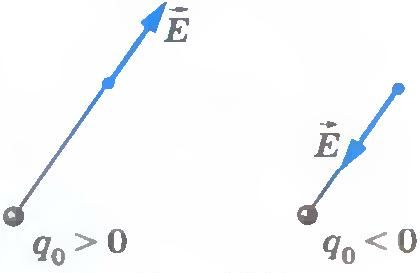 E⃗
E⃗
q₀ > 0
q₀ < 0